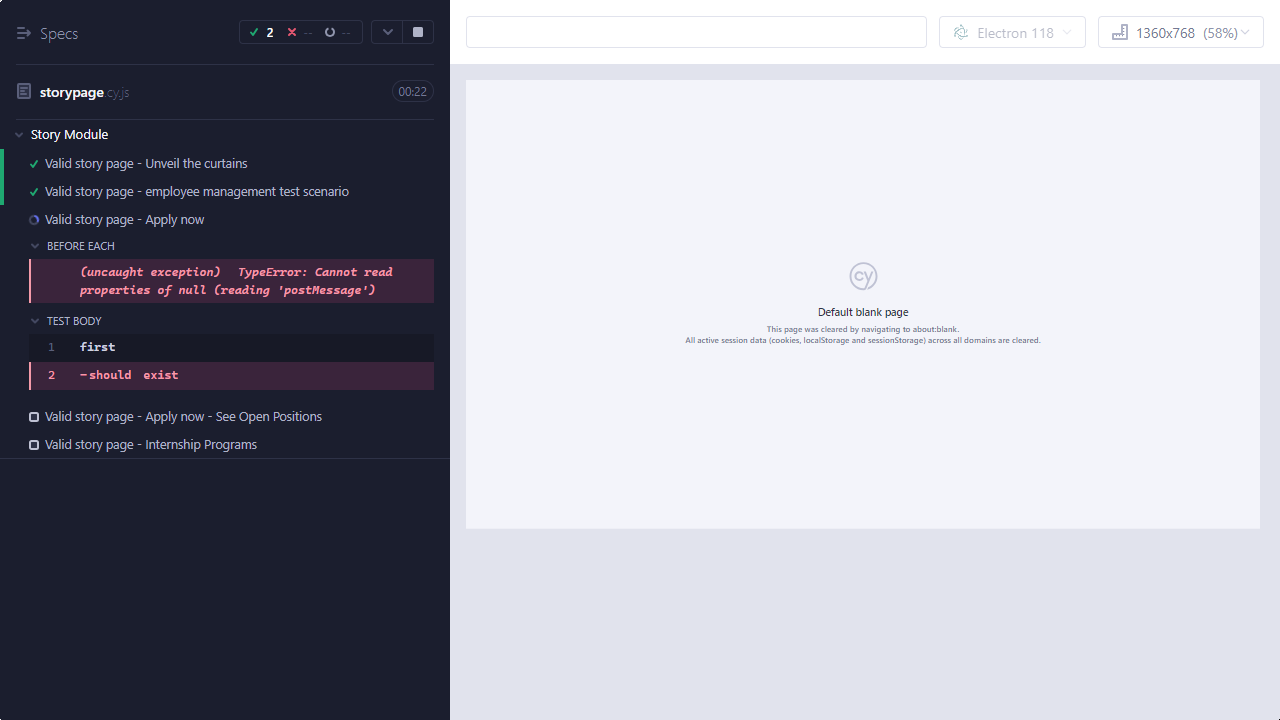 Specs
2 -- --
storypage.cy.js
00:22
Story Module
Valid story page - Unveil the curtains
Valid story page - employee management test scenario
Valid story page - Apply now
BEFORE EACH
(uncaught exception) TypeError: Cannot read
properties of null (reading 'postMessage')
TEST BODY
1 first
2 -should exist
Valid story page - Apply now - See Open Positions
Valid story page - Internship Programs
Electron 118
1360x768 (58%)
cy
Default blank page
This page was cleared by navigating to about:blank.
All active session data (cookies, localStorage and sessionStorage) across all domains are cleared.